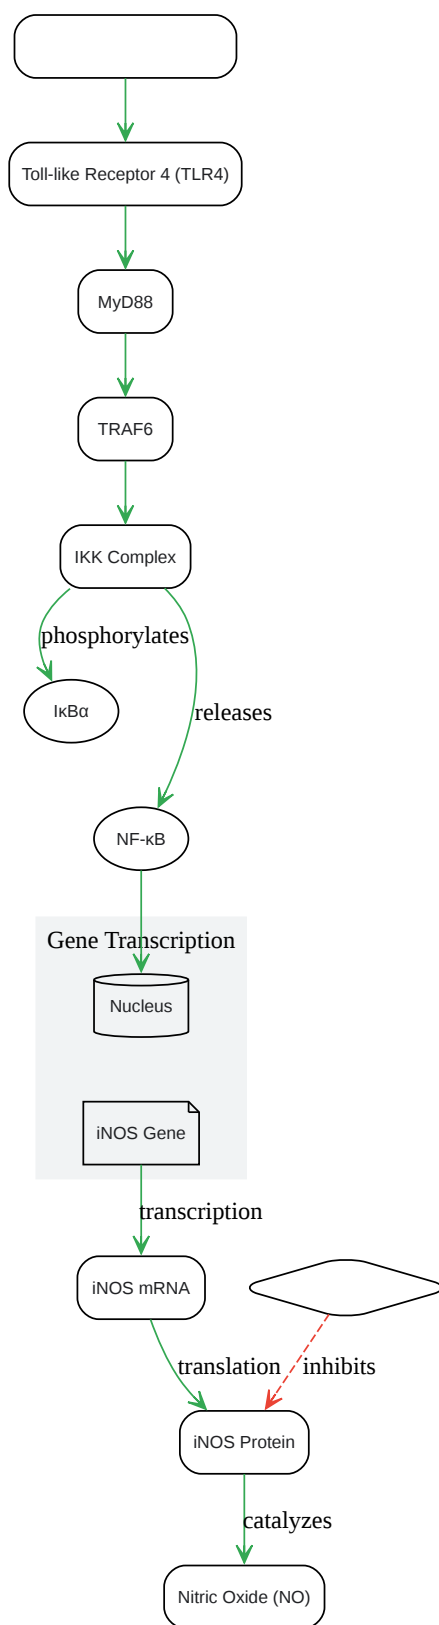 Toll-like Receptor 4 (TLR4)
MyD88
TRAF6
IKK Complex
phosphorylates
IκBα
releases
NF-κB
Gene Transcription
Nucleus
iNOS Gene
transcription
iNOS mRNA
translation
inhibits
iNOS Protein
catalyzes
Nitric Oxide (NO)